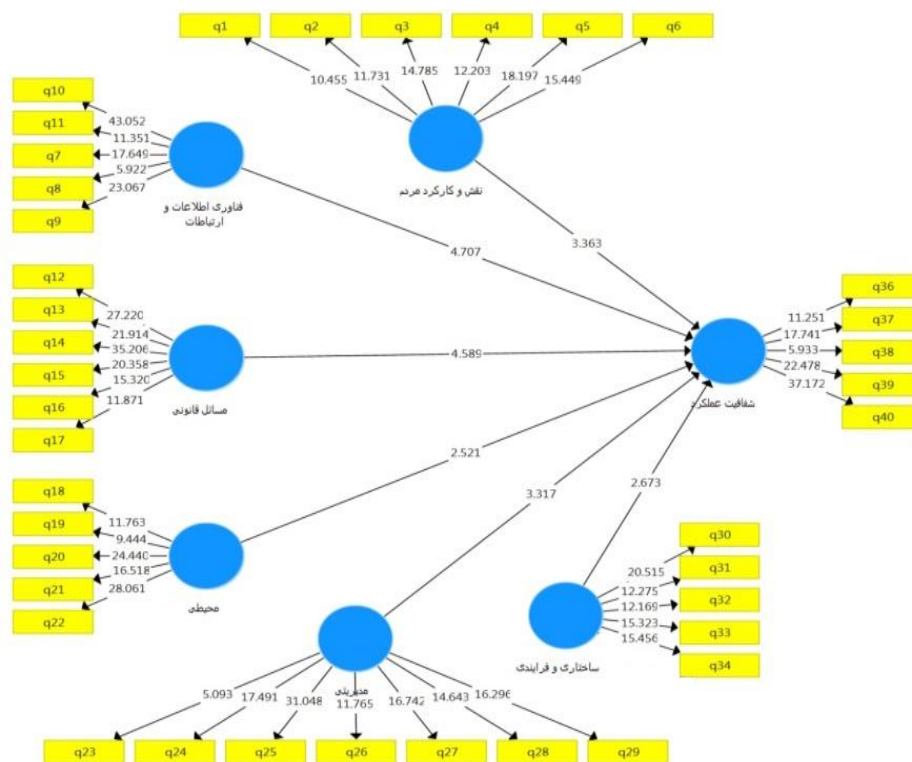 q1
q2
q3
q4
q5
q6
10.455
11.731
14.785
12.203
18.197
15.449
نقش و کارکرد مردم
q10
q11
q7
q8
q9
43.052
11.351
17.649
5.922
23.067
فناوری اطلاعات و
ارتباطات
3.363
4.707
q12
q13
q14
q15
q16
q17
27.220
21.914
35.206
20.358
15.320
11.871
مسائل قانونی
4.589
q36
q37
q38
q39
q40
11.251
17.741
5.933
22.478
37.172
شفافیت عملکرد
q18
q19
q20
q21
q22
11.763
9.444
24.440
16.518
28.061
محیطی
2.521
3.317
2.673
q30
q31
q32
q33
q34
20.515
12.275
12.169
15.323
15.456
ساختاری و فرایندی
مدیریتی
5.093
17.491
31.048
11.765
16.742
14.643
16.296
q23
q24
q25
q26
q27
q28
q29